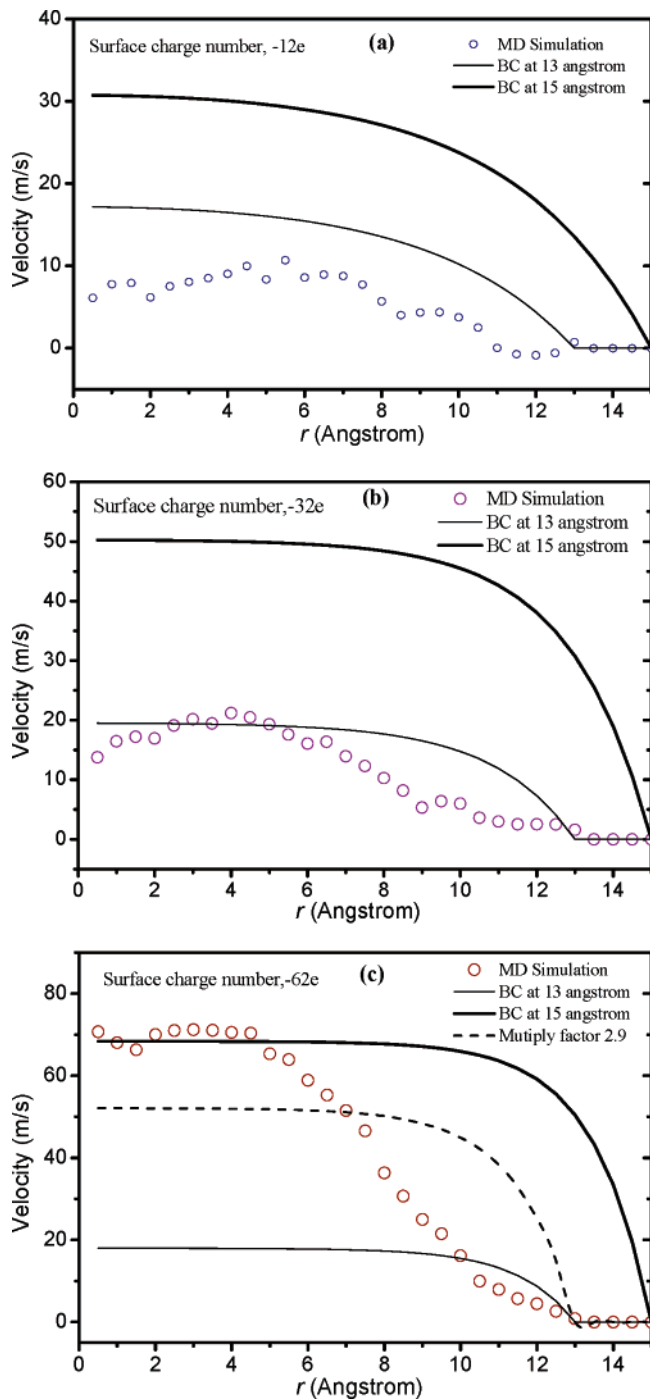 Surface charge number, -12e
(a)
MD Simulation
BC at 13 angstrom
BC at 15 angstrom
40
30
20
10
0
Velocity (m/s)
0 2 4 6 8 10 12 14
r (Angstrom)
Surface charge number,-32e
(b)
MD Simulation
BC at 13 angstrom
BC at 15 angstrom
60
50
40
30
20
10
0
Velocity (m/s)
0 2 4 6 8 10 12 14
r (Angstrom)
Surface charge number,-62e
(c)
MD Simulation
BC at 13 angstrom
BC at 15 angstrom
Mutiply factor 2.9
80
60
40
20
0
Velocity (m/s)
0 2 4 6 8 10 12 14
r (Angstrom)